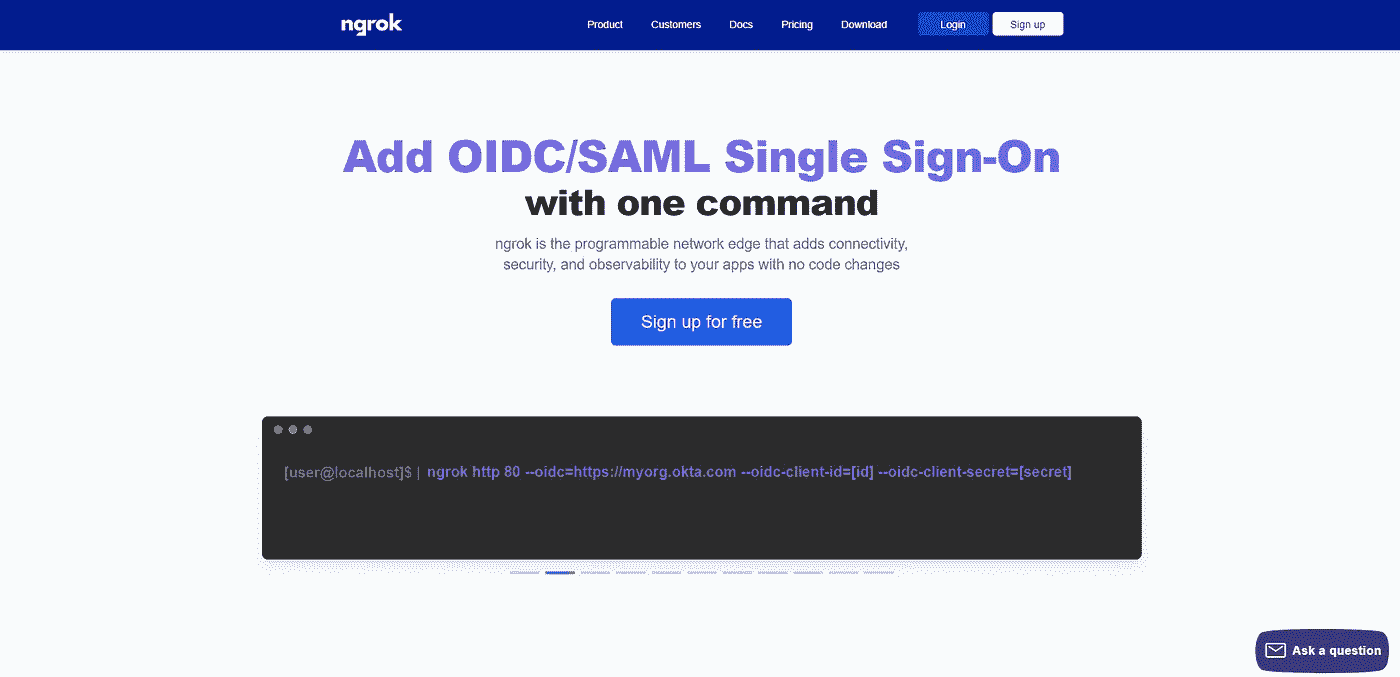 ngrok
Product Customers Docs Pricing Download Login Sign up
Add OIDC/SAML Single Sign-On
with one command
ngrok is the programmable network edge that adds connectivity,
security, and observability to your apps with no code changes
Sign up for free
[user@localhost]$ | ngrok http 80 --oidc=https://myorg.okta.com --oidc-client-id=[id] --oidc-client-secret=[secret]
Ask a question